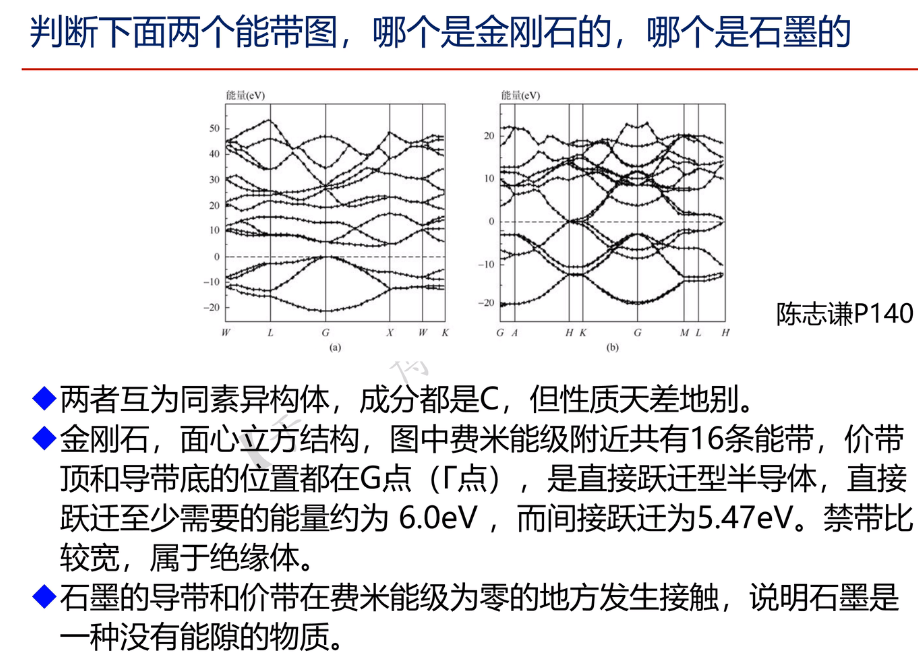 判断下面两个能带图，哪个是金刚石的，哪个是石墨的
能量(eV)
50
40
30
20
10
0
−10
−20
W L G X W K
(a)
能量(eV)
20
10
0
−10
−20
G A H K G M L H
(b)
陈志谦P140
◆两者互为同素异构体，成分都是C，但性质天差地别。
◆金刚石，面心立方结构，图中费米能级附近共有16条能带，价带
顶和导带底的位置都在G点（Γ点），是直接跃迁型半导体，直接
跃迁至少需要的能量约为 6.0eV ，而间接跃迁为5.47eV。禁带比
较宽，属于绝缘体。
◆石墨的导带和价带在费米能级为零的地方发生接触，说明石墨是
一种没有能隙的物质。